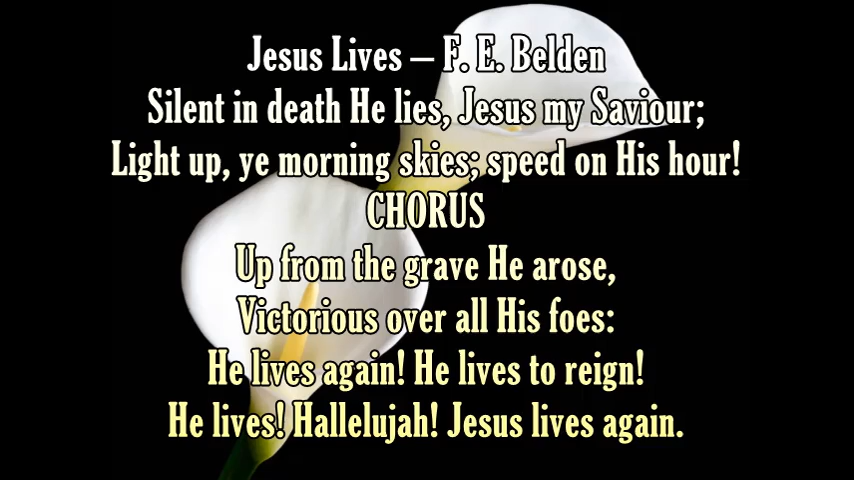 Jesus Lives – F. E. Belden
Silent in death He lies, Jesus my Saviour;
Light up, ye morning skies; speed on His hour!
CHORUS
Up from the grave He arose,
Victorious over all His foes:
He lives again! He lives to reign!
He lives! Hallelujah! Jesus lives again.